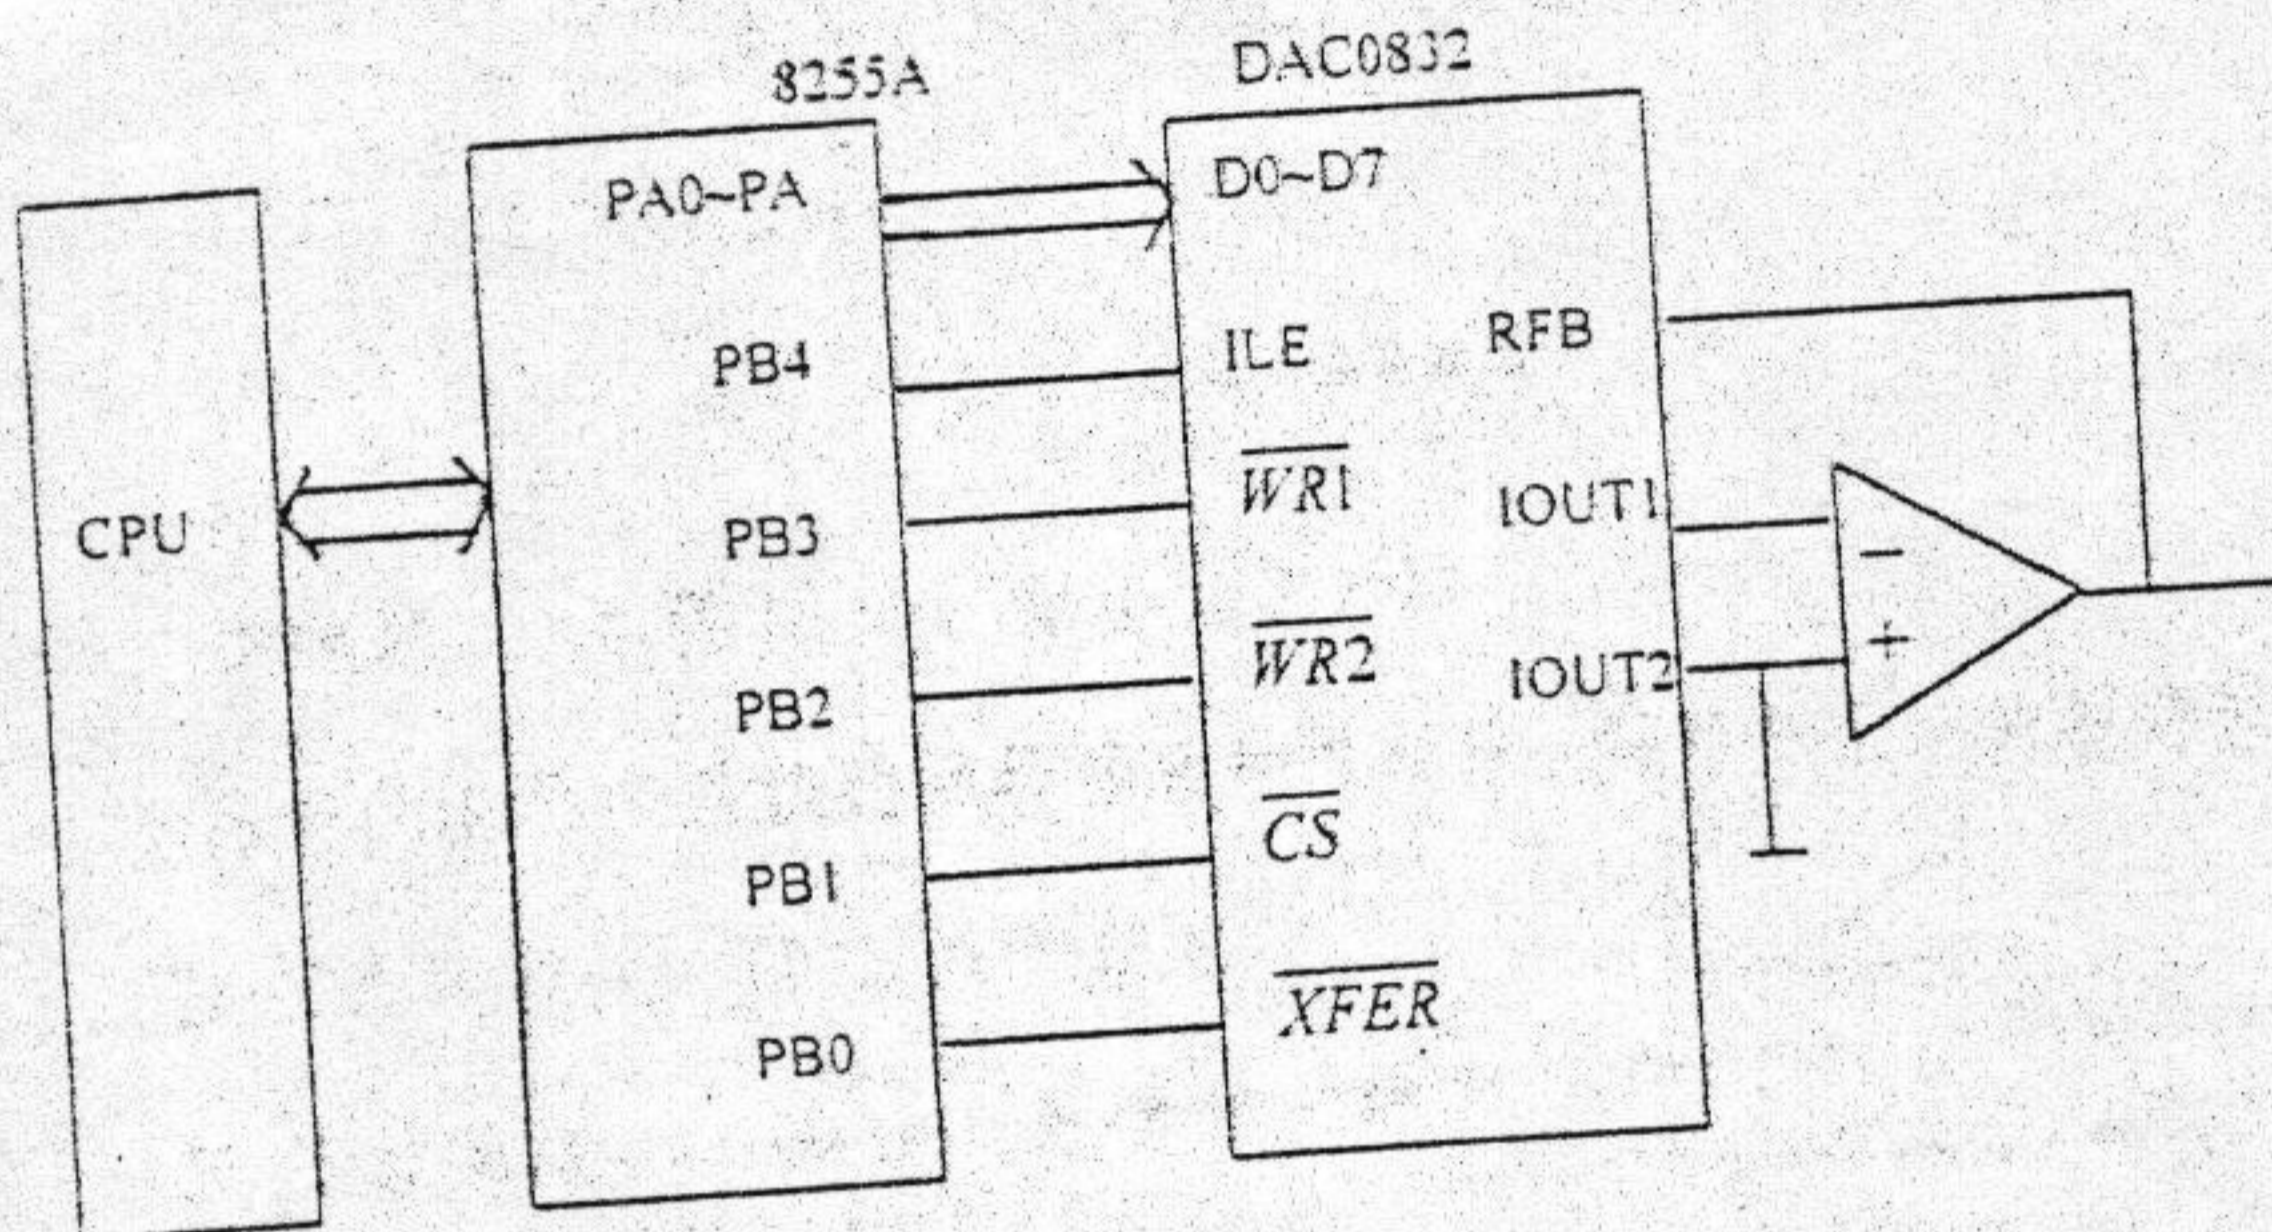 8255A
DAC0832
PA0~PA
D0~D7
PB4
ILE
RFB
CPU
PB3
WR1
IOUT1
PB2
WR2
IOUT2
PB1
CS
PB0
XFER
−
+